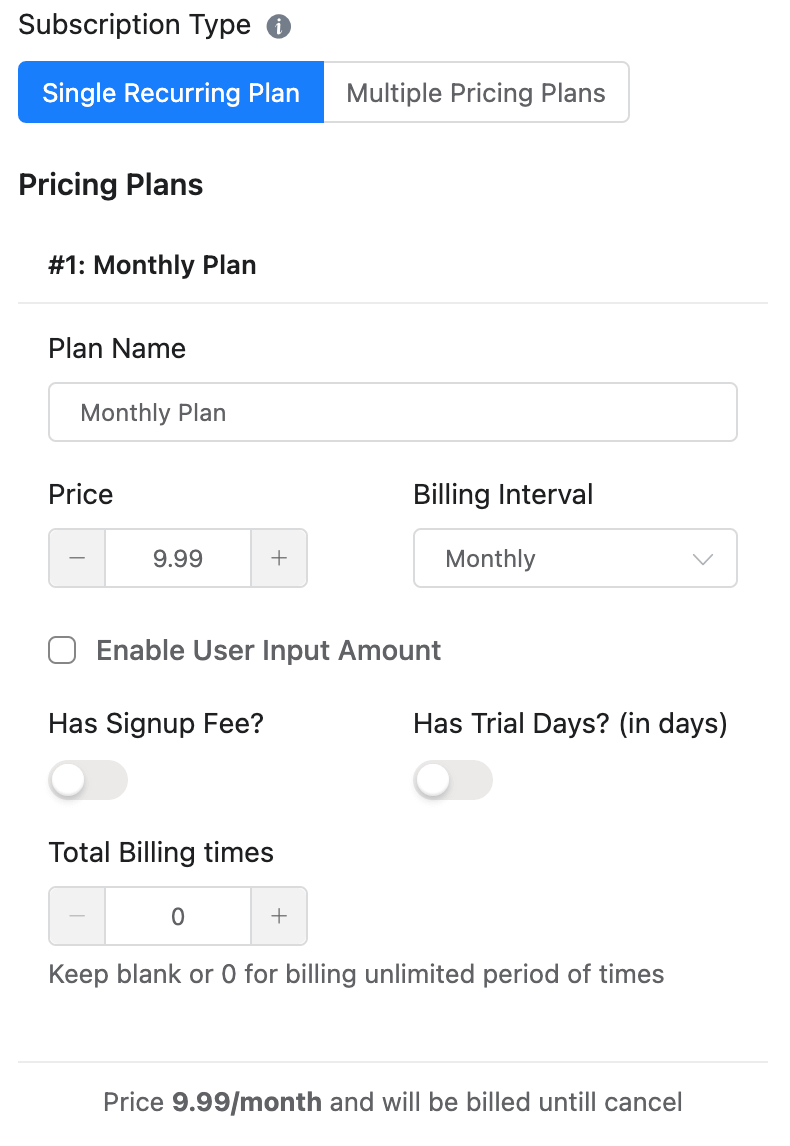 Subscription Type
Single Recurring Plan Multiple Pricing Plans
Pricing Plans
#1: Monthly Plan
Plan Name
Monthly Plan
Price Billing Interval
− 9.99 + Monthly
Enable User Input Amount
Has Signup Fee? Has Trial Days? (in days)
Total Billing times
− 0 +
Keep blank or 0 for billing unlimited period of times
Price 9.99/month and will be billed untill cancel